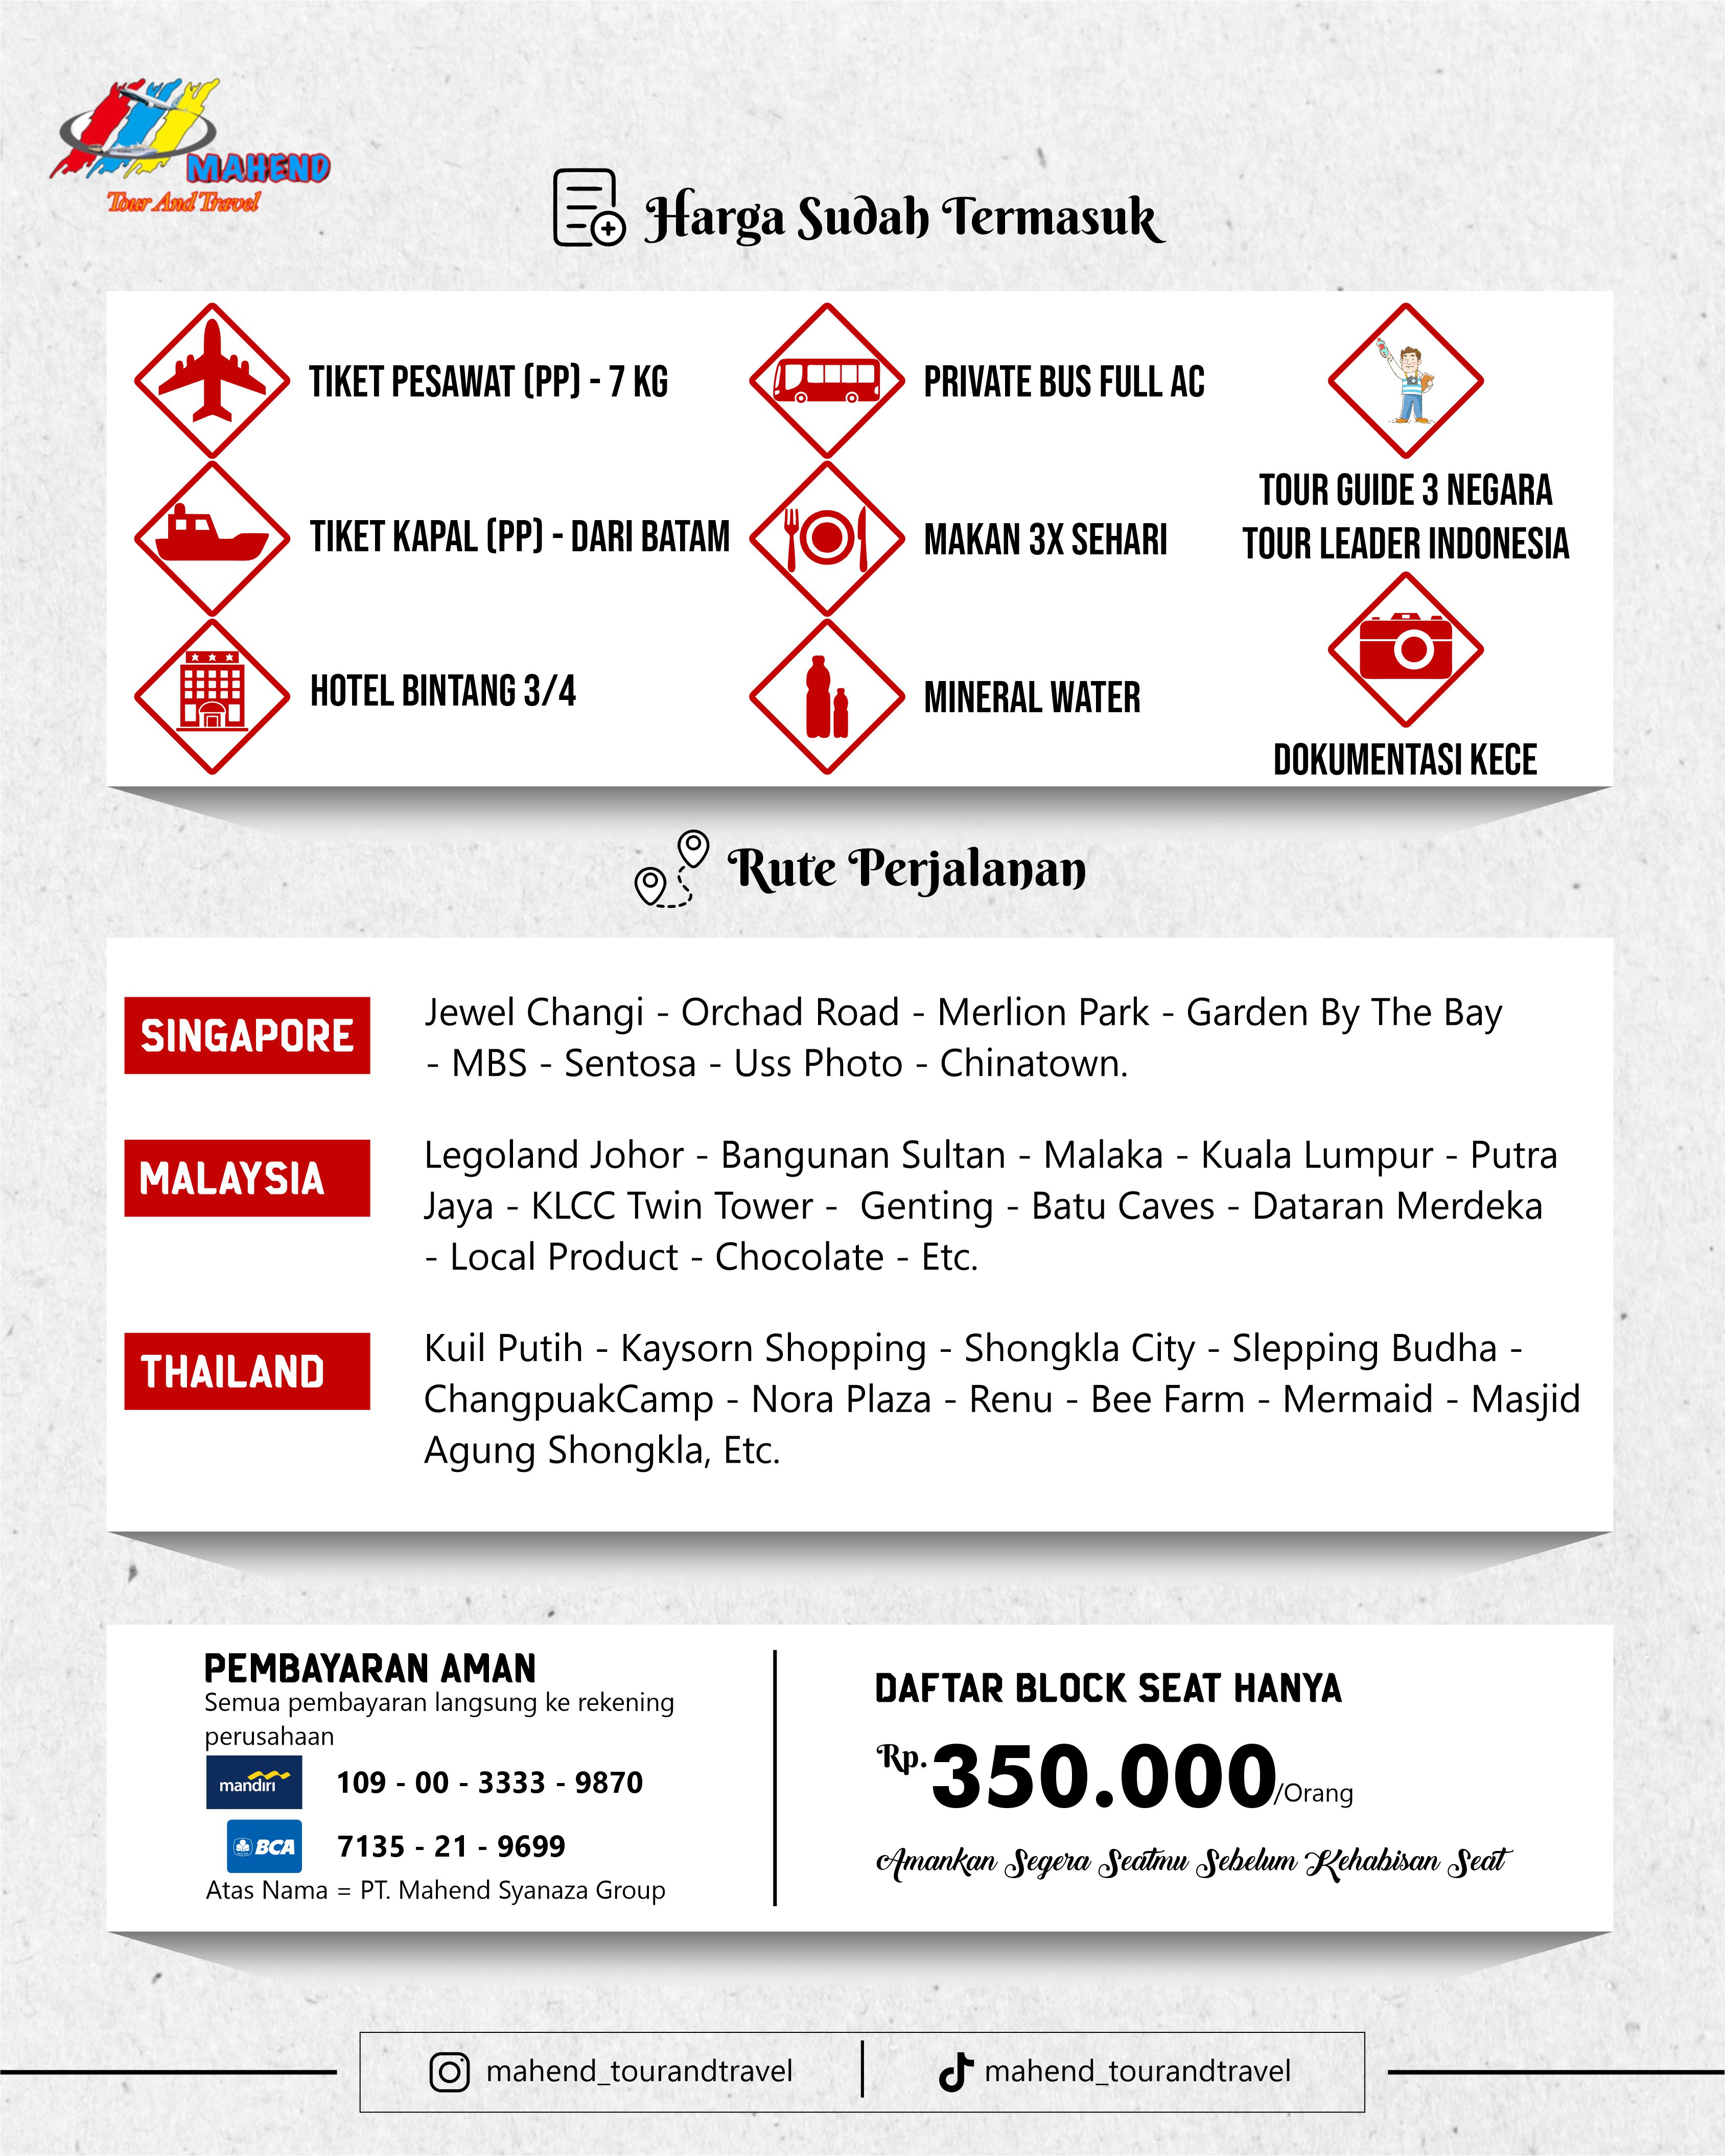 MAHEND
Tour And Travel
Harga Sudah Termasuk
TIKET PESAWAT (PP) - 7 KG
TIKET KAPAL (PP) - DARI BATAM
HOTEL BINTANG 3/4
PRIVATE BUS FULL AC
MAKAN 3X SEHARI
MINERAL WATER
TOUR GUIDE 3 NEGARA
TOUR LEADER INDONESIA
DOKUMENTASI KECE
Rute Perjalanan
SINGAPORE
Jewel Changi - Orchad Road - Merlion Park - Garden By The Bay
- MBS - Sentosa - Uss Photo - Chinatown.
MALAYSIA
Legoland Johor - Bangunan Sultan - Malaka - Kuala Lumpur - Putra
Jaya - KLCC Twin Tower - Genting - Batu Caves - Dataran Merdeka
- Local Product - Chocolate - Etc.
THAILAND
Kuil Putih - Kaysorn Shopping - Shongkla City - Slepping Budha -
ChangpuakCamp - Nora Plaza - Renu - Bee Farm - Mermaid - Masjid
Agung Shongkla, Etc.
PEMBAYARAN AMAN
Semua pembayaran langsung ke rekening
perusahaan
mandiri 109 - 00 - 3333 - 9870
BCA 7135 - 21 - 9699
Atas Nama = PT. Mahend Syanaza Group
DAFTAR BLOCK SEAT HANYA
Rp. 350.000/Orang
Amankan Segera Seatmu Sebelum Kehabisan Seat
mahend_tourandtravel
mahend_tourandtravel